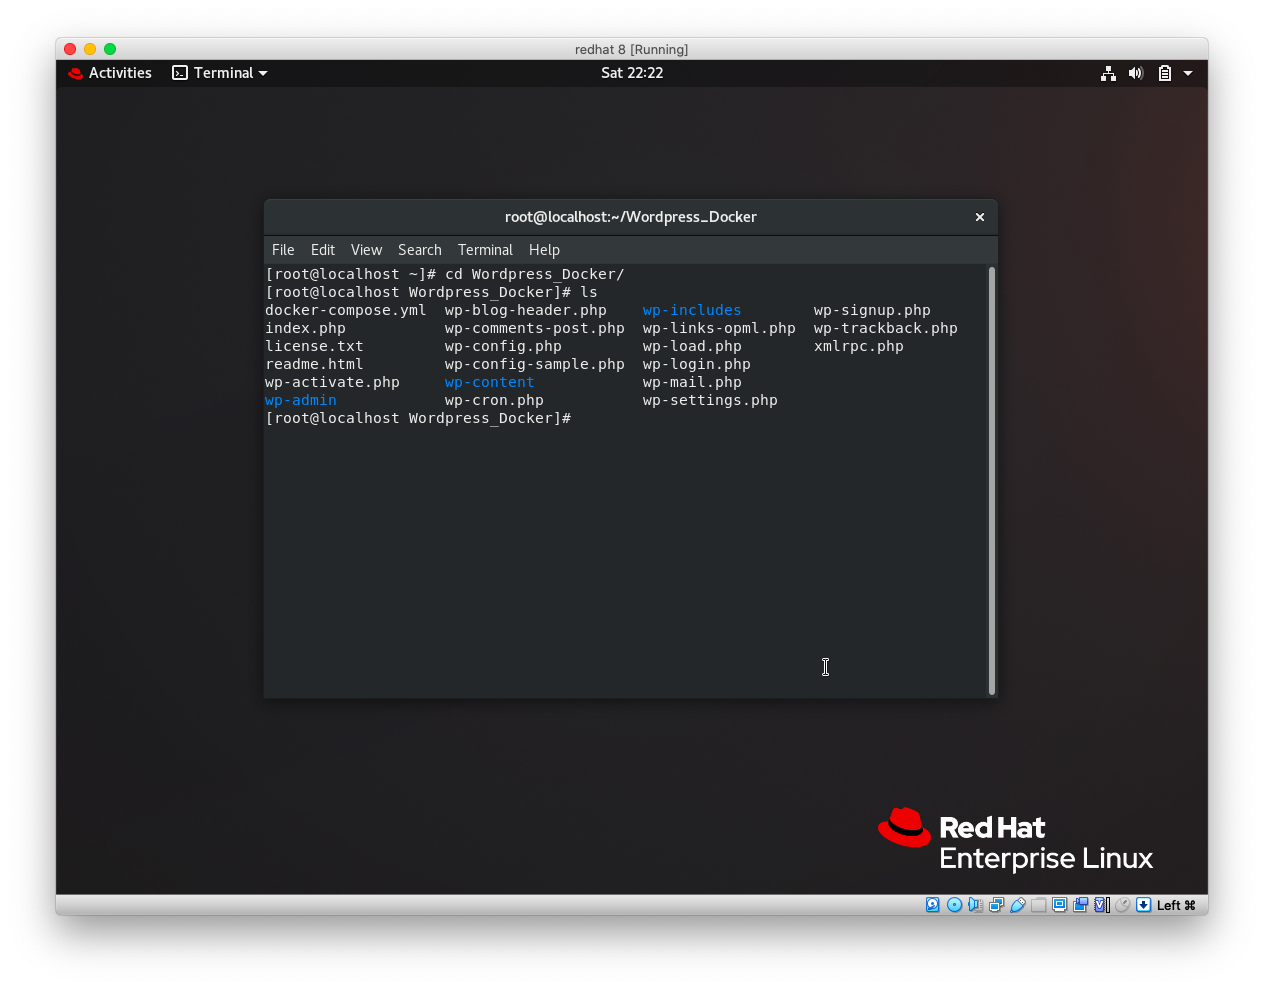 redhat 8 [Running]
Activities Terminal Sat 22:22
root@localhost:~/Wordpress_Docker
File Edit View Search Terminal Help
[root@localhost ~]# cd Wordpress_Docker/
[root@localhost Wordpress_Docker]# ls
docker-compose.yml wp-blog-header.php wp-includes wp-signup.php
index.php wp-comments-post.php wp-links-opml.php wp-trackback.php
license.txt wp-config.php wp-load.php xmlrpc.php
readme.html wp-config-sample.php wp-login.php
wp-activate.php wp-content wp-mail.php
wp-admin wp-cron.php wp-settings.php
[root@localhost Wordpress_Docker]#
Red Hat
Enterprise Linux
Left ⌘